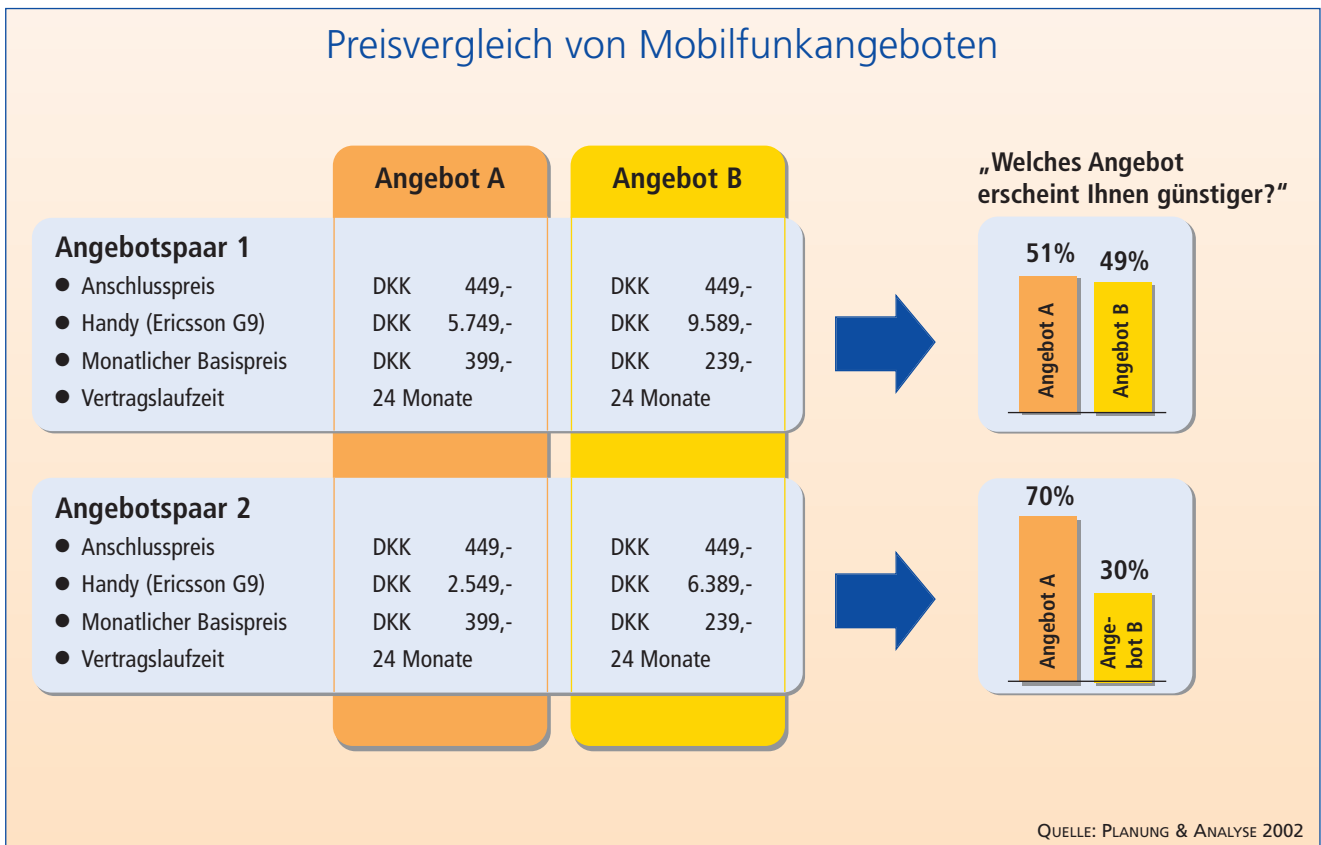 Preisvergleich von Mobilfunkangeboten
Angebot A
Angebot B
„Welches Angebot
erscheint Ihnen günstiger?“
Angebotspaar 1
● Anschlusspreis DKK 449,- DKK 449,-
● Handy (Ericsson G9) DKK 5.749,- DKK 9.589,-
● Monatlicher Basispreis DKK 399,- DKK 239,-
● Vertragslaufzeit 24 Monate 24 Monate
51% 49%
Angebot A
Angebot B
Angebotspaar 2
● Anschlusspreis DKK 449,- DKK 449,-
● Handy (Ericsson G9) DKK 2.549,- DKK 6.389,-
● Monatlicher Basispreis DKK 399,- DKK 239,-
● Vertragslaufzeit 24 Monate 24 Monate
70%
30%
Angebot A
Ange-
bot B
QUELLE: PLANUNG & ANALYSE 2002